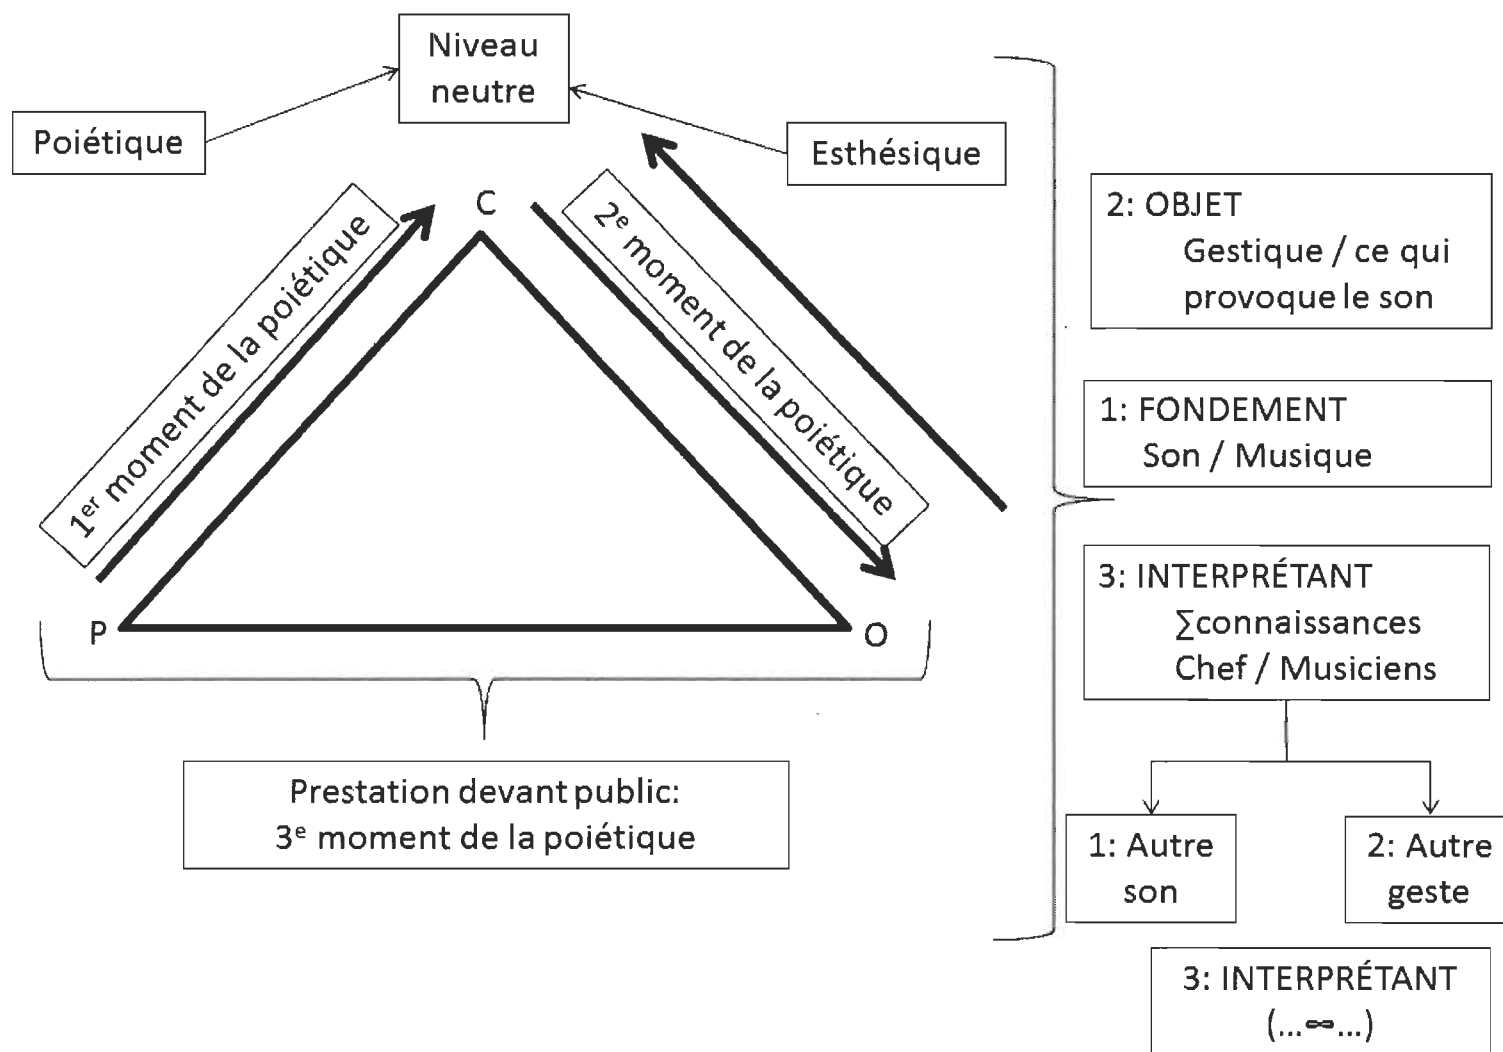 Niveau
neutre
Poiétique
Esthésique
C
1er moment de la poiétique
2e moment de la poiétique
P
O
Prestation devant public:
3e moment de la poiétique
2: OBJET
Gestique / ce qui
provoque le son
1: FONDEMENT
Son / Musique
3: INTERPRÉTANT
∑connaissances
Chef / Musiciens
1: Autre
son
2: Autre
geste
3: INTERPRÉTANT
(...∞...)